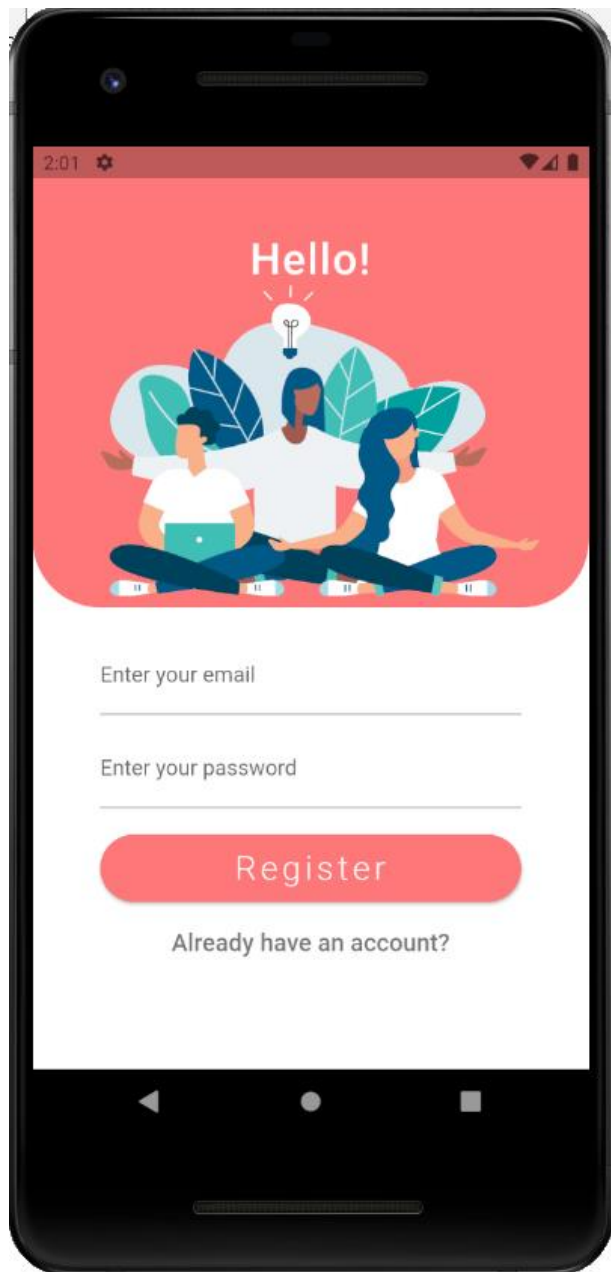 2:01
Hello!
Enter your email
Enter your password
Register
Already have an account?